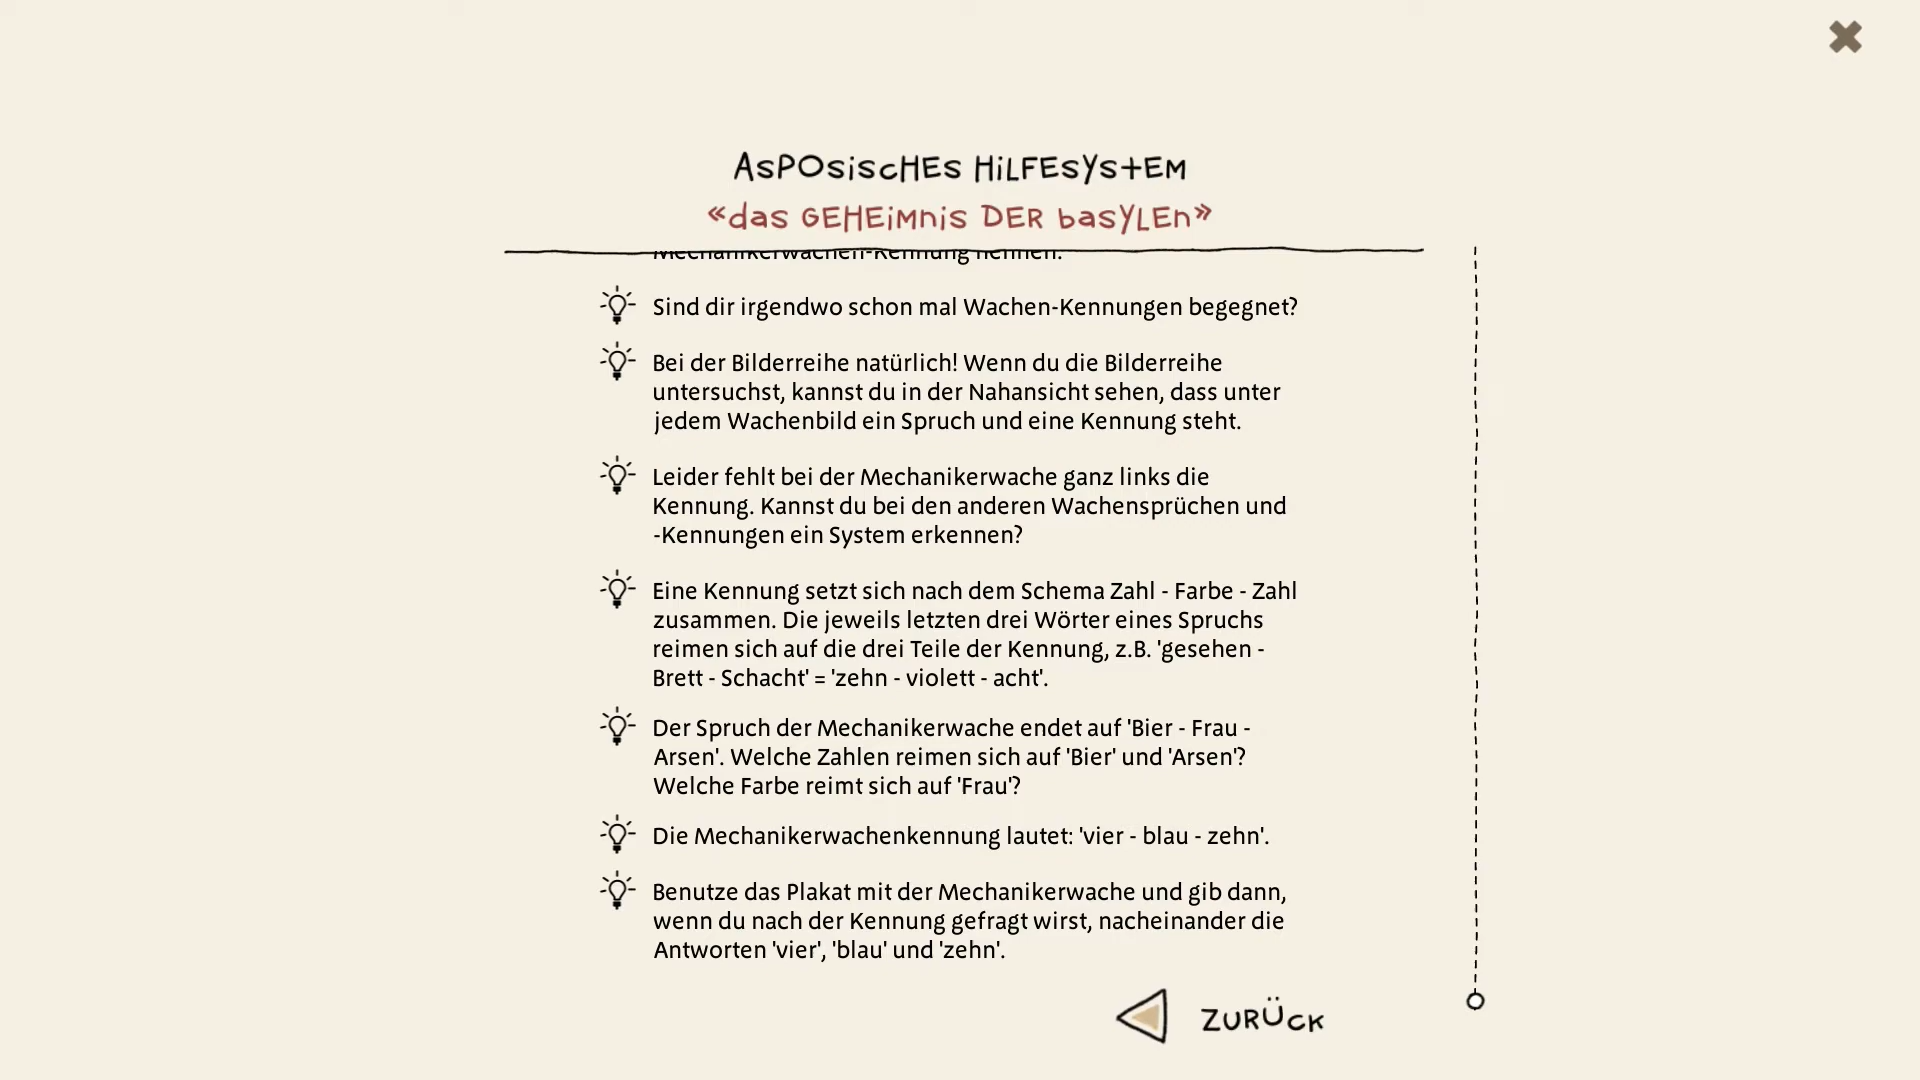 AsPOsiscHEs HiLFEsYstEM
«das GEHEiMnis DER basYLEn»
Mechanikerwachen-Kennung nennen.
Sind dir irgendwo schon mal Wachen-Kennungen begegnet?
Bei der Bilderreihe natürlich! Wenn du die Bilderreihe
untersuchst, kannst du in der Nahansicht sehen, dass unter
jedem Wachenbild ein Spruch und eine Kennung steht.
Leider fehlt bei der Mechanikerwache ganz links die
Kennung. Kannst du bei den anderen Wachensprüchen und
-Kennungen ein System erkennen?
Eine Kennung setzt sich nach dem Schema Zahl - Farbe - Zahl
zusammen. Die jeweils letzten drei Wörter eines Spruchs
reimen sich auf die drei Teile der Kennung, z.B. 'gesehen -
Brett - Schacht' = 'zehn - violett - acht'.
Der Spruch der Mechanikerwache endet auf 'Bier - Frau -
Arsen'. Welche Zahlen reimen sich auf 'Bier' und 'Arsen'?
Welche Farbe reimt sich auf 'Frau'?
Die Mechanikerwachenkennung lautet: 'vier - blau - zehn'.
Benutze das Plakat mit der Mechanikerwache und gib dann,
wenn du nach der Kennung gefragt wirst, nacheinander die
Antworten 'vier', 'blau' und 'zehn'.
ZURÜCK